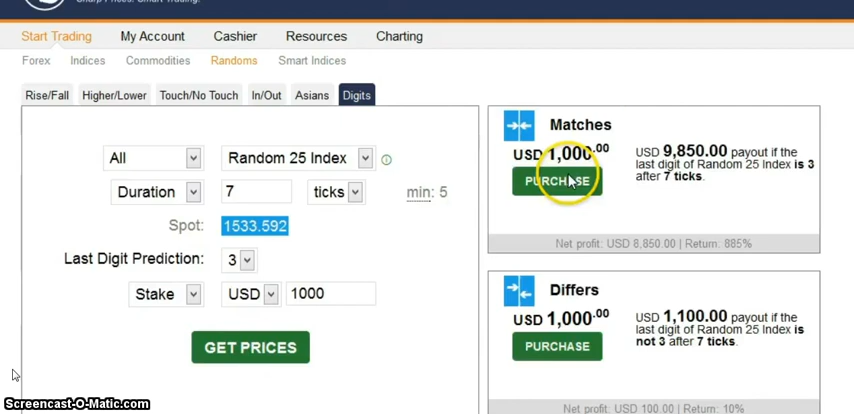 Sharp Prices. Smart Trading.
Start Trading My Account Cashier Resources Charting
Forex Indices Commodities Randoms Smart Indices
Rise/Fall Higher/Lower Touch/No Touch In/Out Asians Digits
All Random 25 Index
Duration 7 ticks min: 5
Spot: 1533.592
Last Digit Prediction: 3
Stake USD 1000
GET PRICES
Matches
USD 1,000.00
PURCHASE
USD 9,850.00 payout if the
last digit of Random 25 Index is 3
after 7 ticks.
Net profit: USD 8,850.00 | Return: 885%
Differs
USD 1,000.00
PURCHASE
USD 1,100.00 payout if the
last digit of Random 25 Index is
not 3 after 7 ticks.
Net profit: USD 100.00 | Return: 10%
Screencast-O-Matic.com